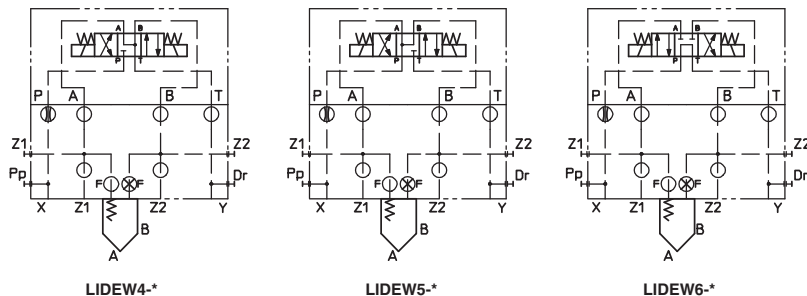 A B A B A B
P T P T P T
P A B T P A B T P A B T
Z1 Z2 Z1 Z2 Z1 Z2
Pp F F Dr Pp F F Dr Pp F F Dr
X Z1 Z2 Y X Z1 Z2 Y X Z1 Z2 Y
B B B
A A A
LIDEW4-* LIDEW5-* LIDEW6-*